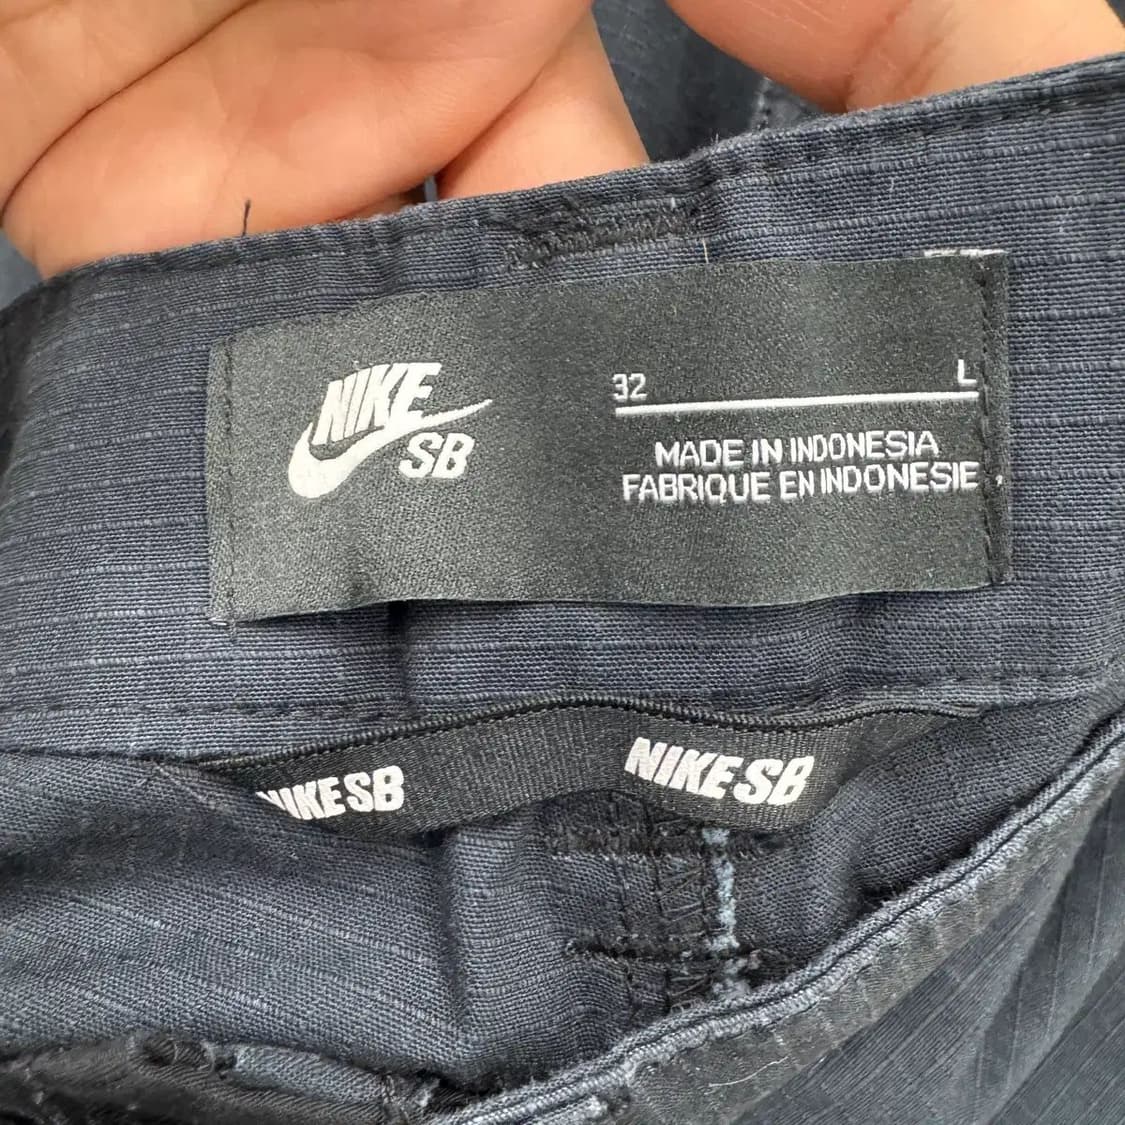 NIKE
SB
32 L
MADE IN INDONESIA
FABRIQUE EN INDONESIE
NIKE SB
NIKE SB